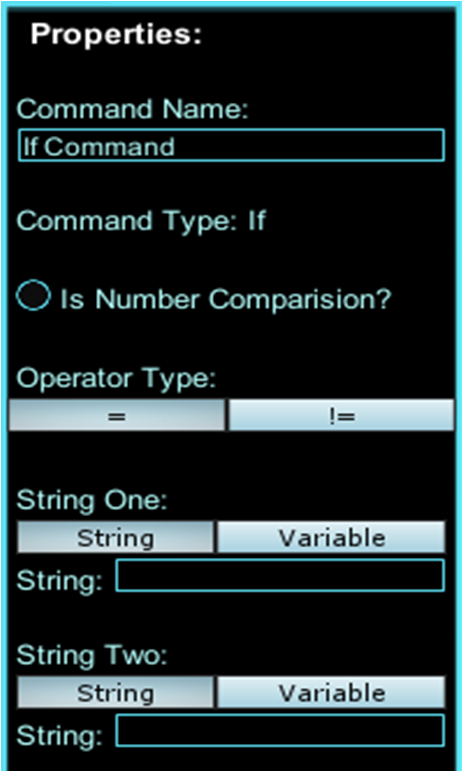 Properties:
Command Name:
If Command
Command Type: If
Is Number Comparision?
Operator Type:
= !=
String One:
String Variable
String:
String Two:
String Variable
String: